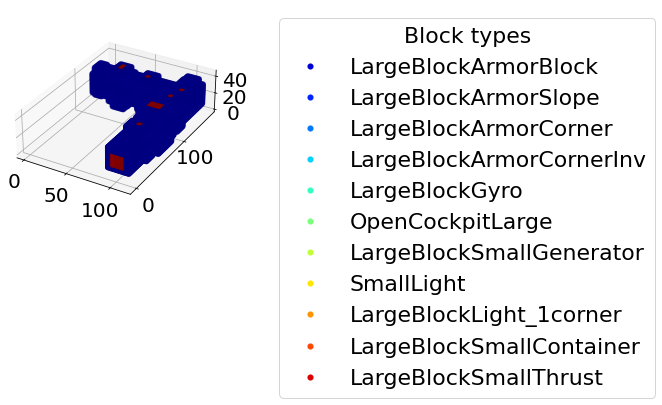 40
20
0
100
0
50
100
0
Block types
LargeBlockArmorBlock
LargeBlockArmorSlope
LargeBlockArmorCorner
LargeBlockArmorCornerInv
LargeBlockGyro
OpenCockpitLarge
LargeBlockSmallGenerator
SmallLight
LargeBlockLight_1corner
LargeBlockSmallContainer
LargeBlockSmallThrust